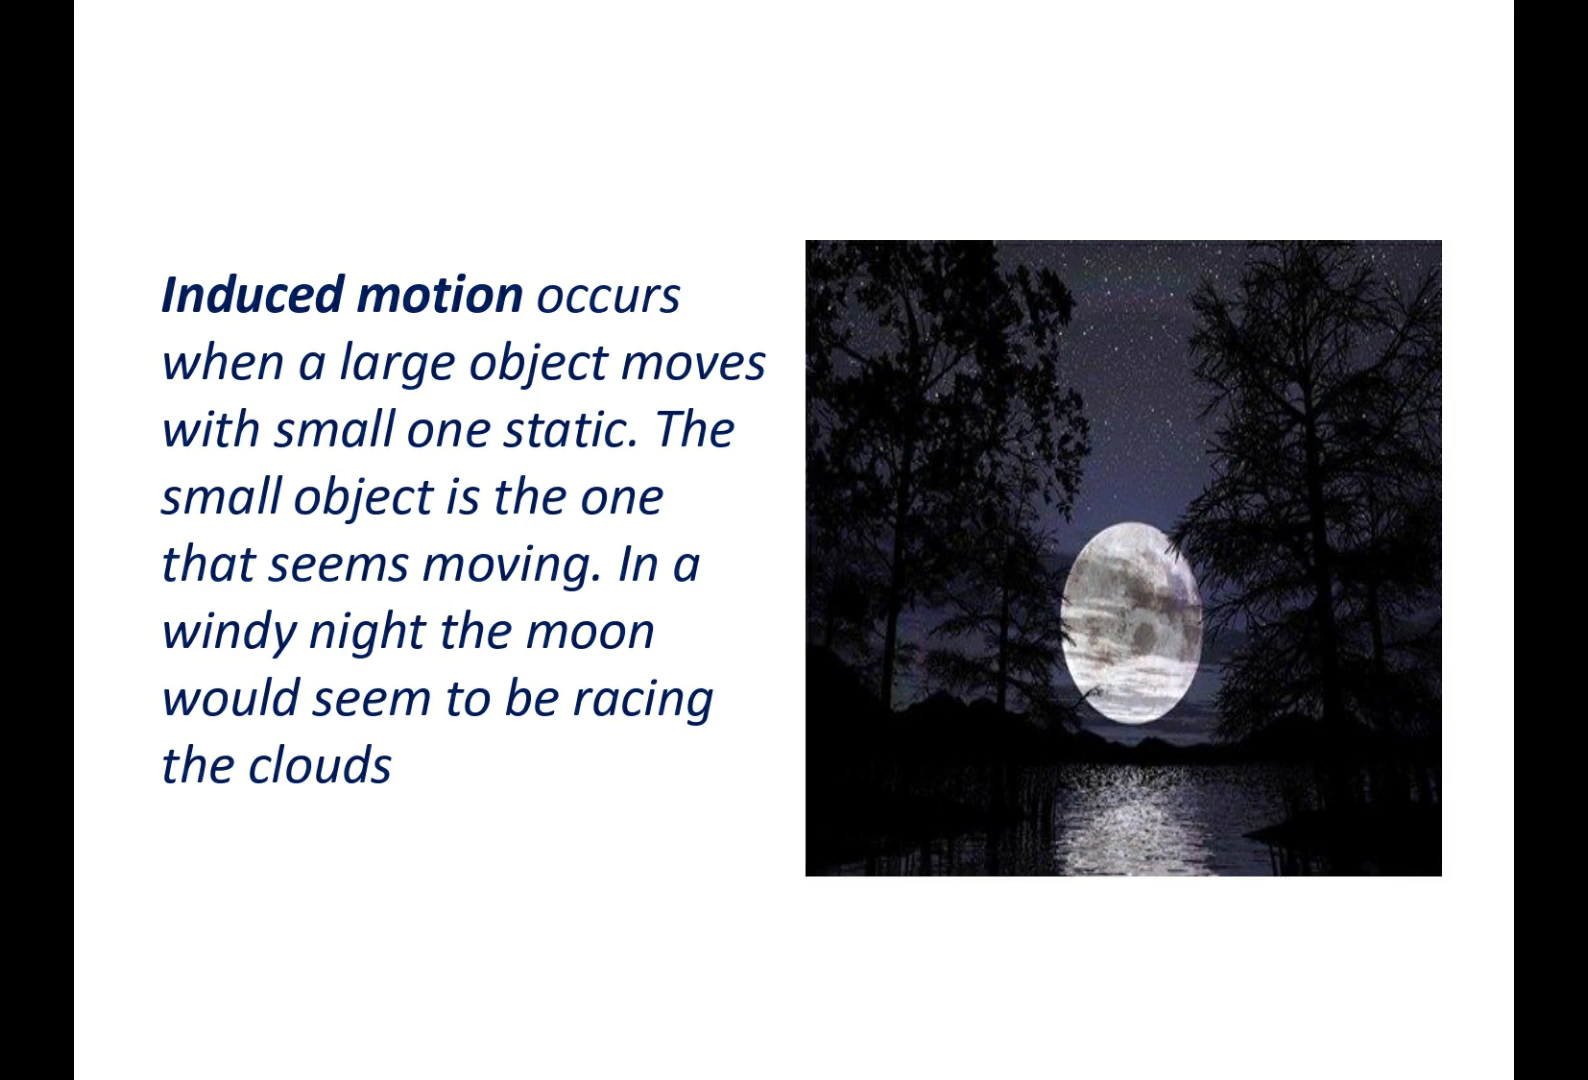 Induced motion occurs
when a large object moves
with small one static. The
small object is the one
that seems moving. In a
windy night the moon
would seem to be racing
the clouds